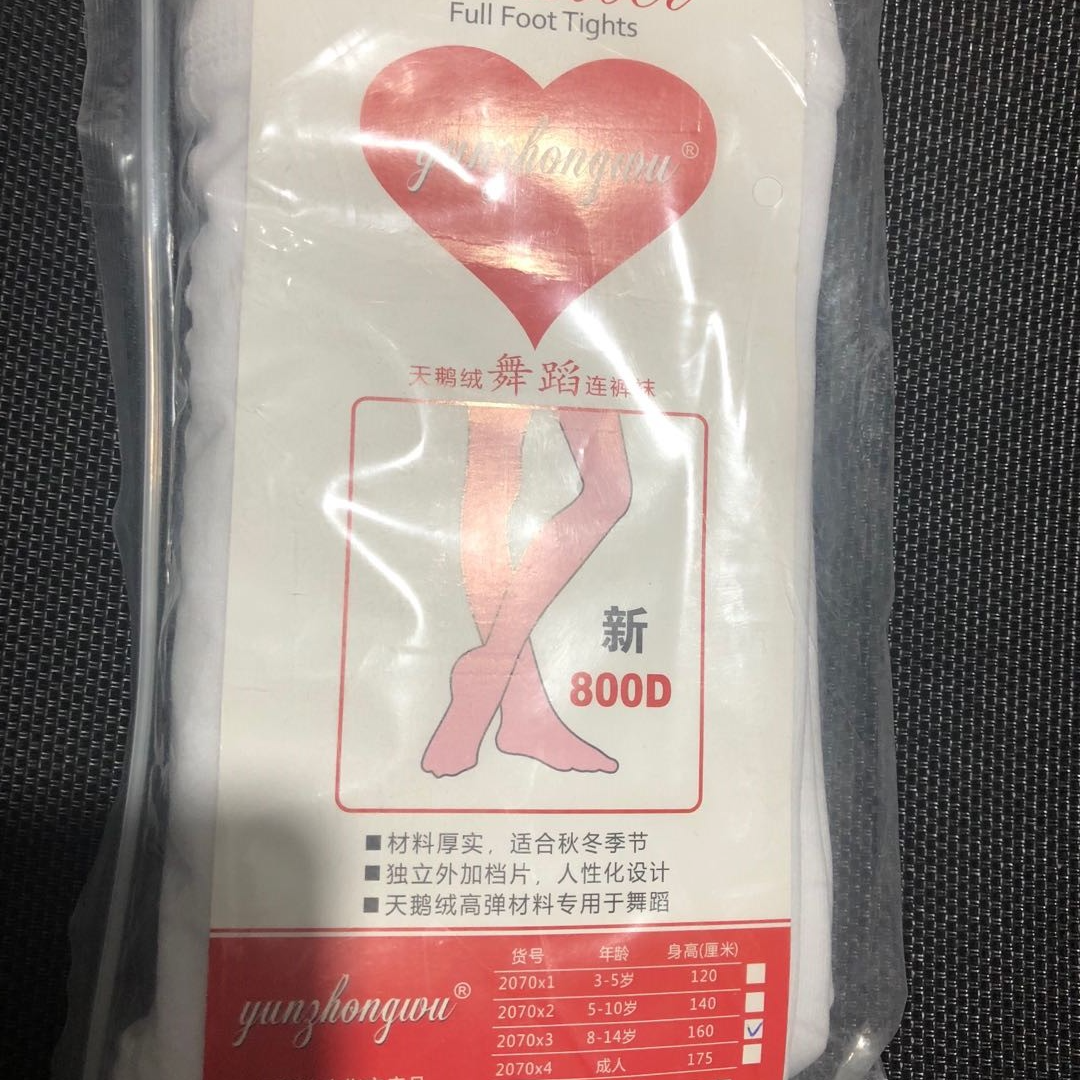 Full Foot Tights
yunzhongwu®
天鹅绒舞蹈连裤袜
新
800D
■材料厚实，适合秋冬季节
■独立外加档片，人性化设计
■天鹅绒高弹材料专用于舞蹈
yunzhongwu®
货号 年龄 身高(厘米)
2070x1 3-5岁 120
2070x2 5-10岁 140
2070x3 8-14岁 160
2070x4 成人 175